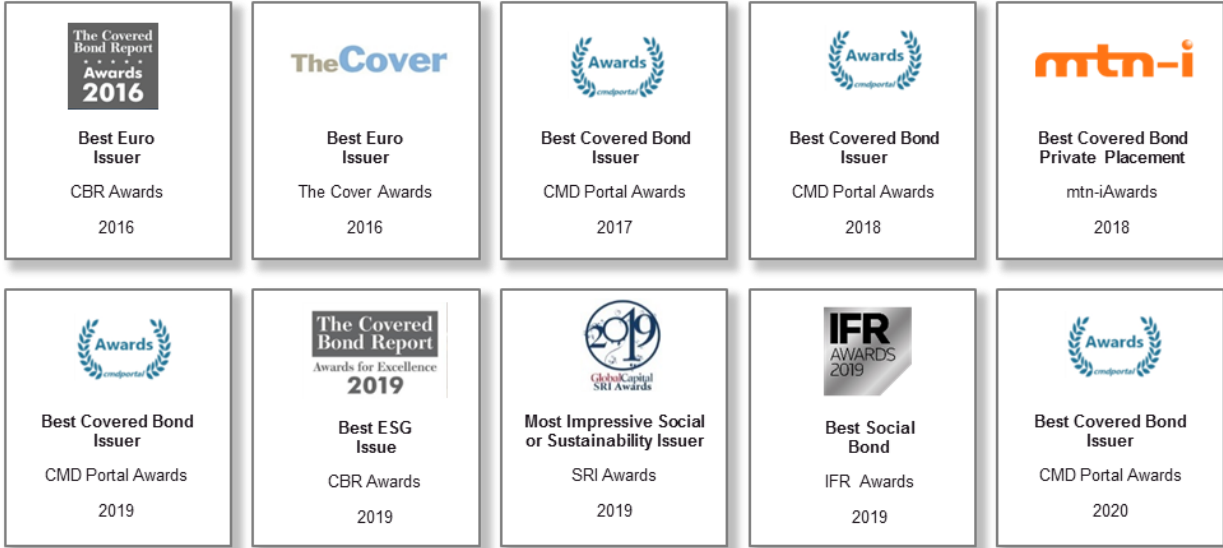 The Covered
Bond Report
Awards
2016
Best Euro
Issuer
CBR Awards
2016
TheCover
Best Euro
Issuer
The Cover Awards
2016
Awards
cmdportal
Best Covered Bond
Issuer
CMD Portal Awards
2017
Awards
cmdportal
Best Covered Bond
Issuer
CMD Portal Awards
2018
mtn-i
Best Covered Bond
Private Placement
mtn-iAwards
2018
Awards
cmdportal
Best Covered Bond
Issuer
CMD Portal Awards
2019
The Covered
Bond Report
Awards for Excellence
2019
Best ESG
Issue
CBR Awards
2019
2019
GlobalCapital
SRI Awards
Most Impressive Social
or Sustainability Issuer
SRI Awards
2019
IFR
AWARDS
2019
Best Social
Bond
IFR Awards
2019
Awards
cmdportal
Best Covered Bond
Issuer
CMD Portal Awards
2020